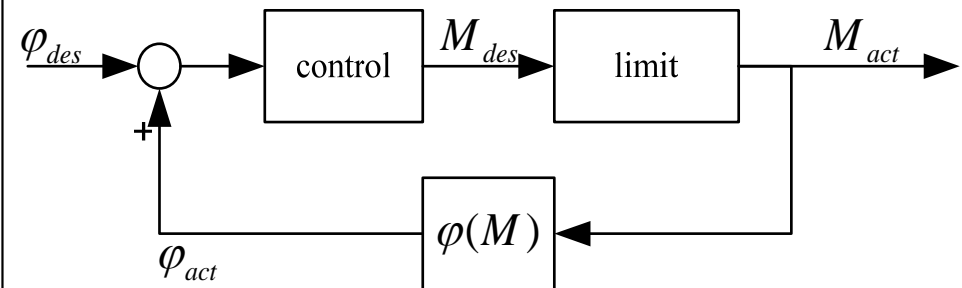 φ_des control M_des limit M_act
+
φ(M)
φ_act